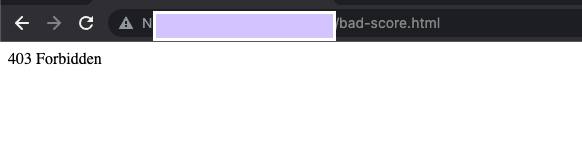 N /bad-score.html
403 Forbidden